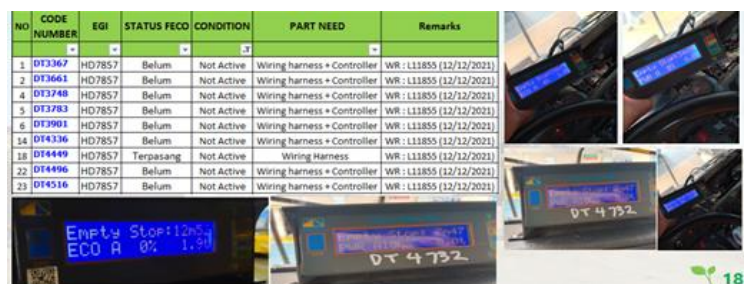 NO CODE NUMBER EGI STATUS FECO CONDITION PART NEED Remarks
1 DT3367 HD7857 Belum Not Active Wiring harness + Controller WR : L11855 (12/12/2021)
2 DT3661 HD7857 Belum Not Active Wiring harness + Controller WR : L11855 (12/12/2021)
4 DT3748 HD7857 Belum Not Active Wiring harness + Controller WR : L11855 (12/12/2021)
5 DT3783 HD7857 Belum Not Active Wiring harness + Controller WR : L11855 (12/12/2021)
6 DT3901 HD7857 Belum Not Active Wiring harness + Controller WR : L11855 (12/12/2021)
14 DT4336 HD7857 Belum Not Active Wiring harness + Controller WR : L11855 (12/12/2021)
18 DT4449 HD7857 Terpasang Not Active Wiring Harness WR : L11855 (12/12/2021)
22 DT4496 HD7857 Belum Not Active Wiring harness + Controller WR : L11855 (12/12/2021)
23 DT4516 HD7857 Belum Not Active Wiring harness + Controller WR : L11855 (12/12/2021)
Empty Stop:12m5
ECO A 0%
DT 4732
DT 4732
18